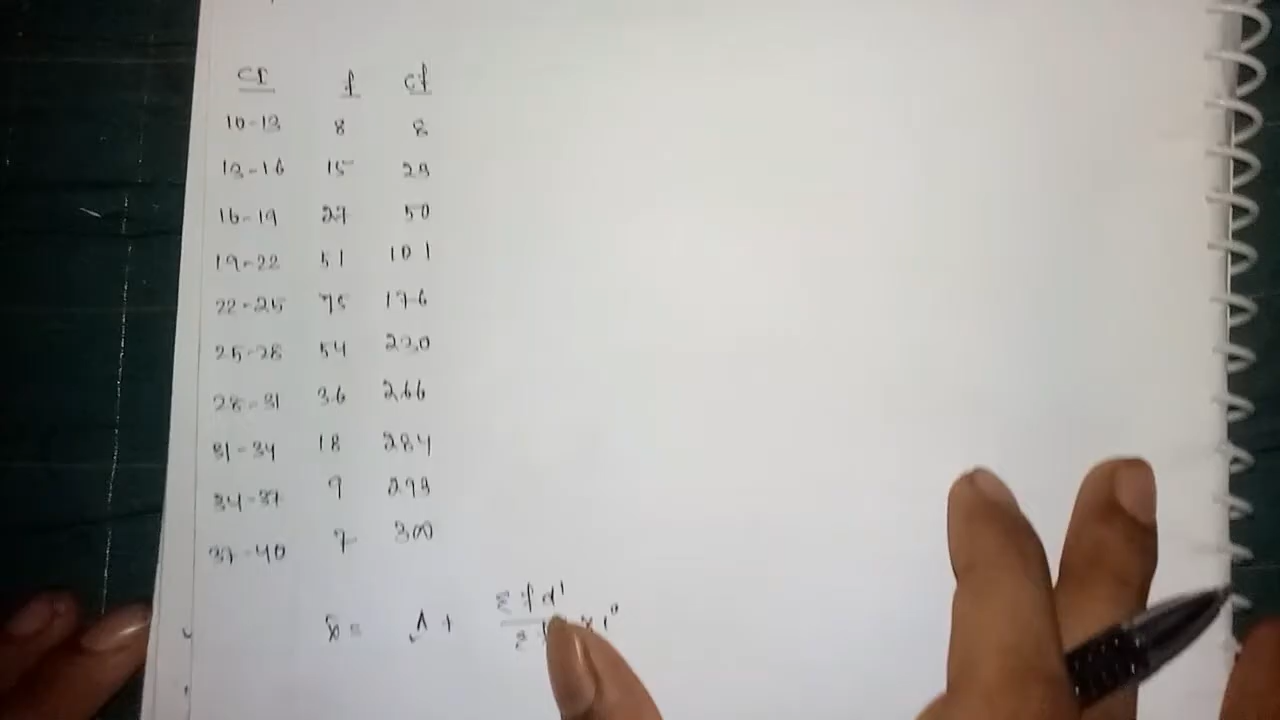 CI f cf
10-13 8 8
13-16 15 23
16-19 27 50
19-22 51 101
22-25 75 176
25-28 54 230
28-31 36 266
31-34 18 284
34-37 9 293
37-40 7 300
x̄ = A + Σfd' / Σf × i